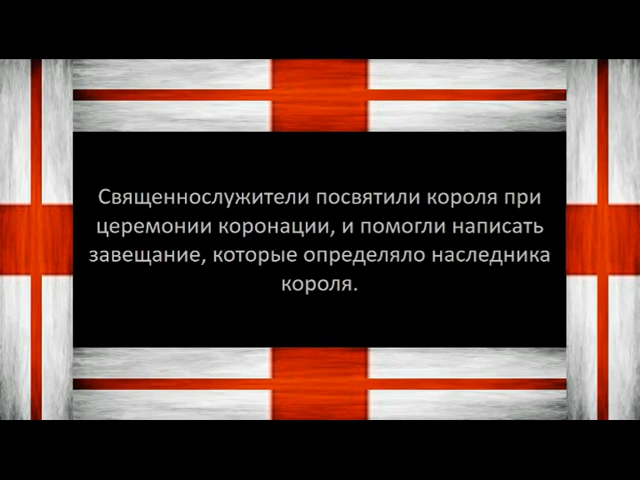 Священнослужители посвятили короля при
церемонии коронации, и помогли написать
завещание, которые определяло наследника
короля.